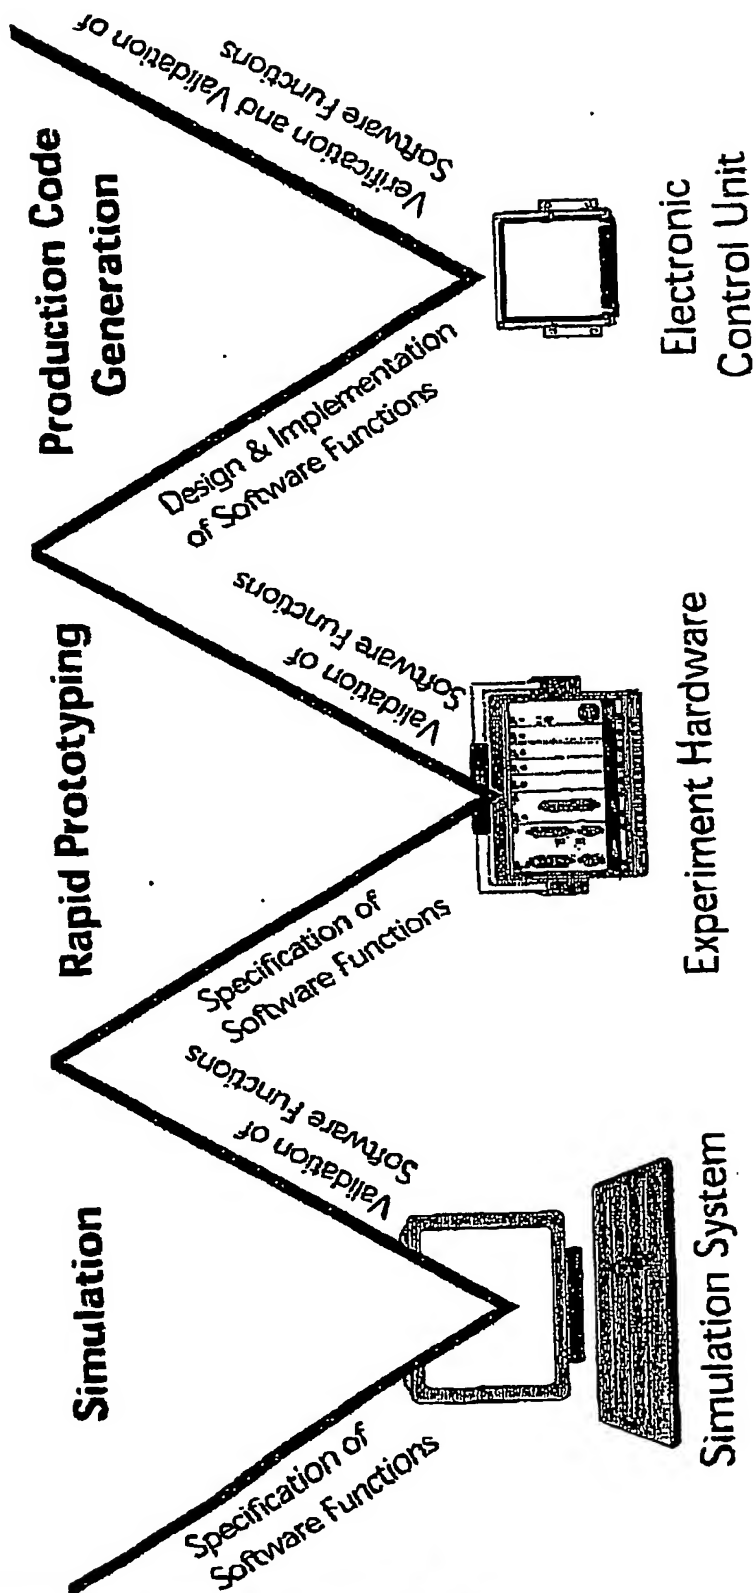 Simulation
Rapid Prototyping
Production Code
Generation
Specification of
Software Functions
Validation of
Software Functions
Specification of
Software Functions
Validation of
Software Functions
Design & Implementation
of Software Functions
Verification and Validation of
Software Functions
Simulation System
Experiment Hardware
Electronic
Control Unit